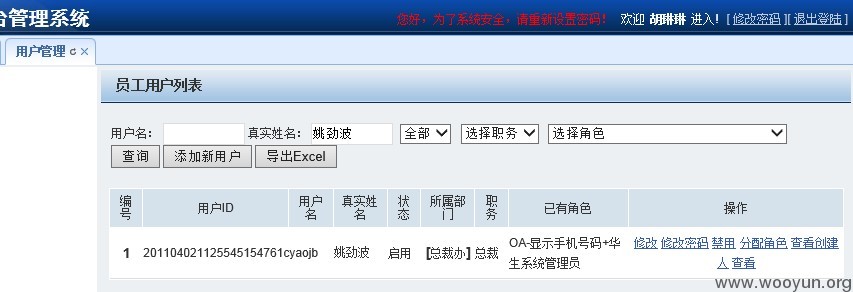 台管理系统
您好，为了系统安全，请重新设置密码！ 欢迎 胡琳琳 进入！ [ 修改密码 ][ 退出登陆 ]
用户管理
员工用户列表
用户名： 真实姓名： 姚劲波 全部 选择职务 选择角色
查询 添加新用户 导出Excel
编号 用户ID 用户名 真实姓名 状态 所属部门 职务 已有角色 操作
1 201104021125545154761c yaojb 姚劲波 启用 【总裁办】 总裁 OA-显示手机号码+华生系统管理员 修改 修改密码 禁用 分配角色 查看创建人 查看
www.wooyun.org